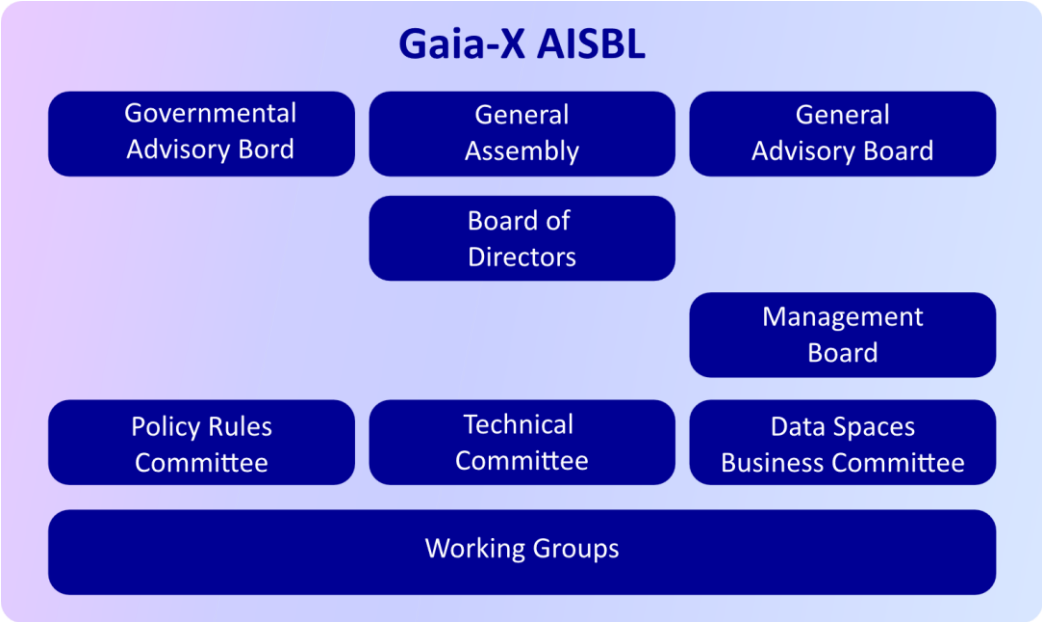 Gaia-X AISBL
Governmental
Advisory Bord
General
Assembly
General
Advisory Board
Board of
Directors
Management
Board
Policy Rules
Committee
Technical
Committee
Data Spaces
Business Committee
Working Groups